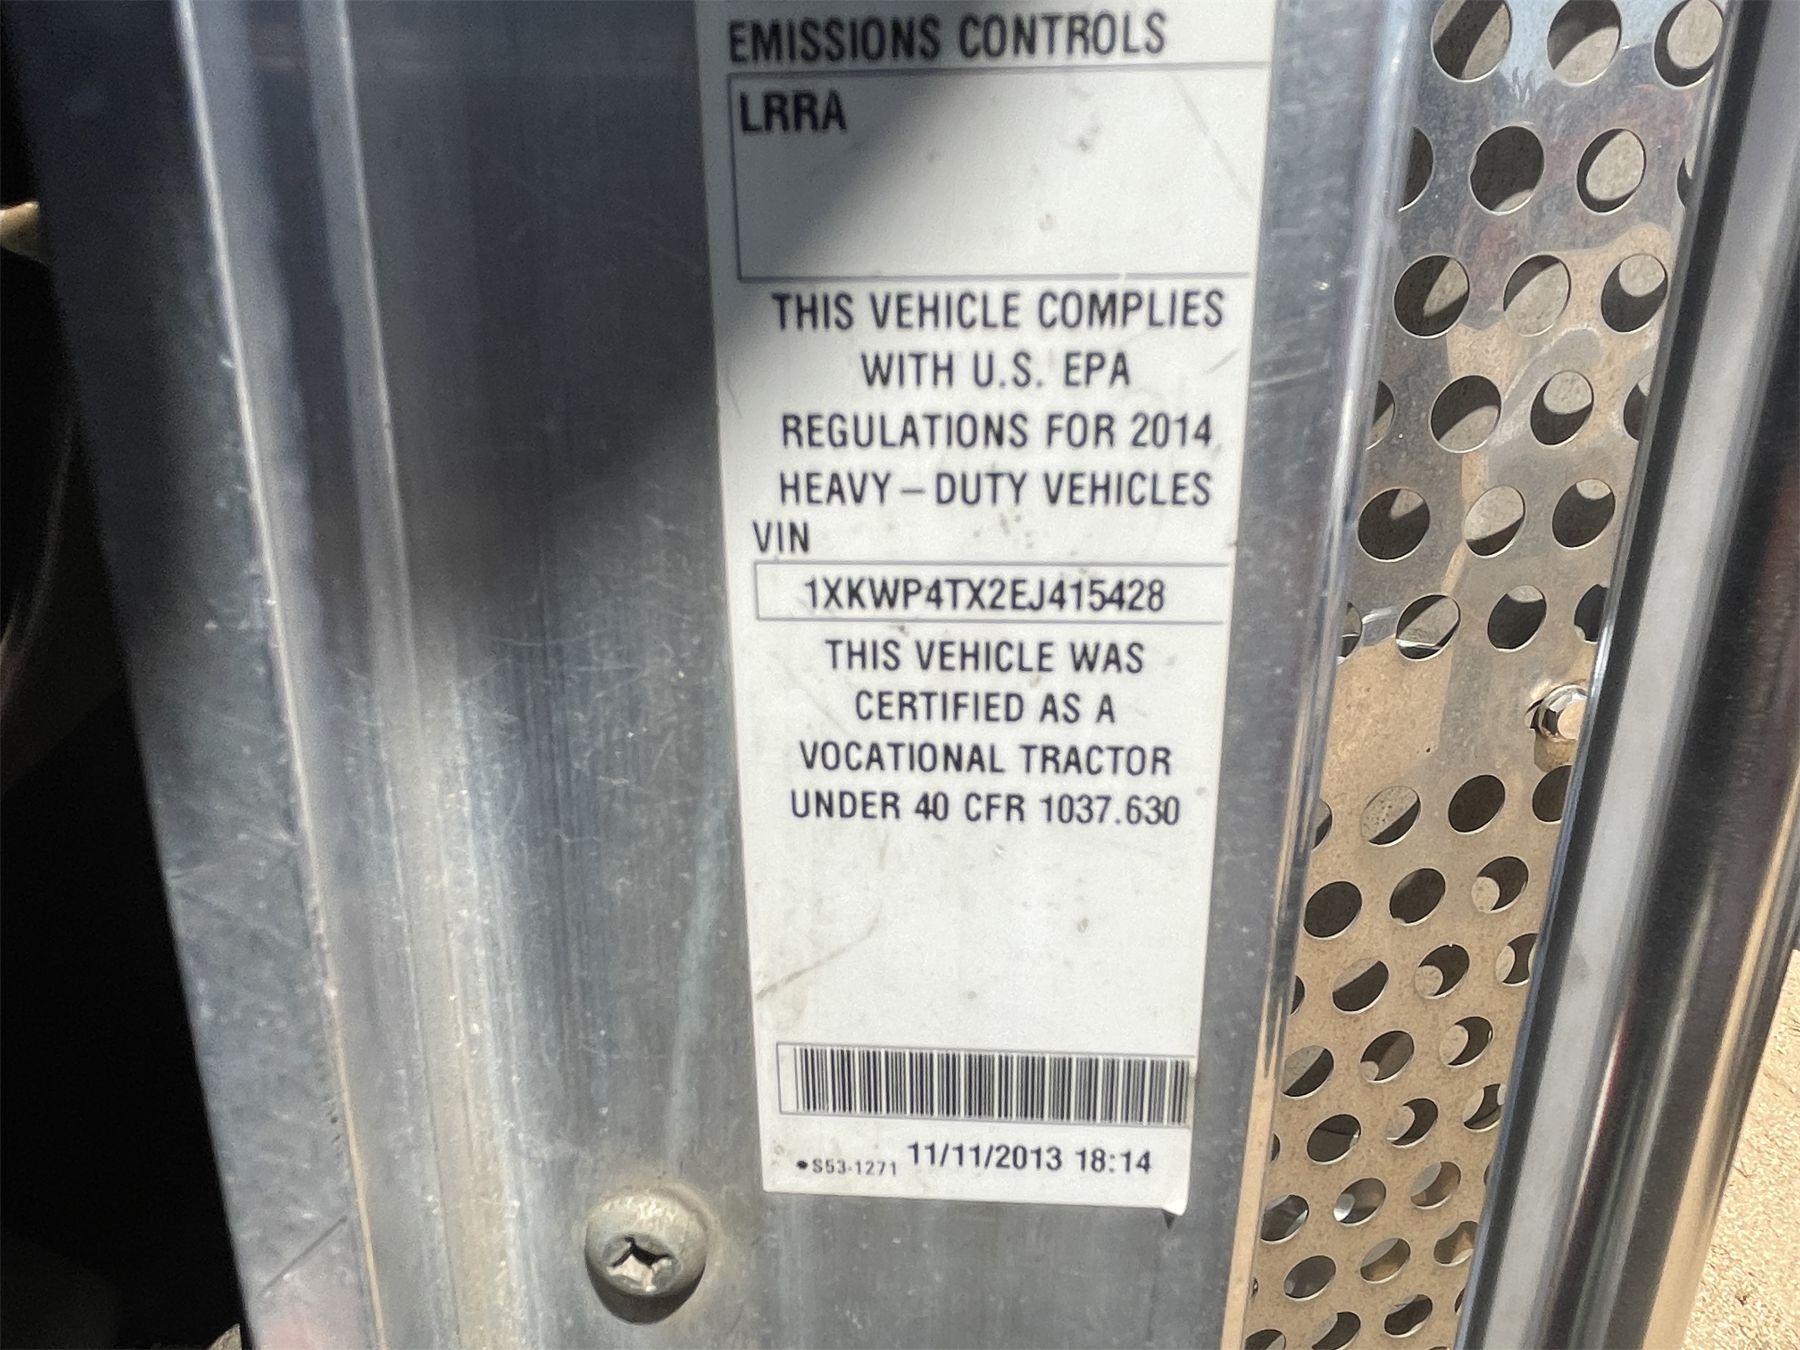 EMISSIONS CONTROLS
LRRA
THIS VEHICLE COMPLIES
WITH U.S. EPA
REGULATIONS FOR 2014
HEAVY–DUTY VEHICLES
VIN
1XKWP4TX2EJ415428
THIS VEHICLE WAS
CERTIFIED AS A
VOCATIONAL TRACTOR
UNDER 40 CFR 1037.630
•S53-1271 11/11/2013 18:14